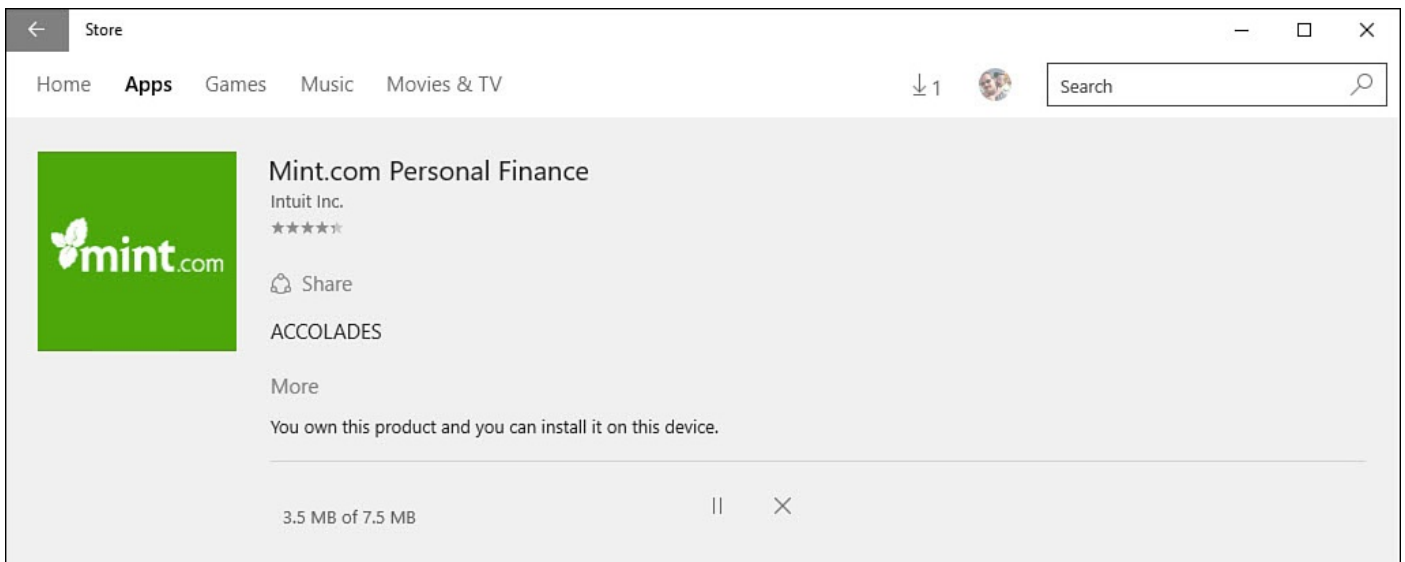 Store
Home Apps Games Music Movies & TV 1 Search
mint.com
Mint.com Personal Finance
Intuit Inc.
Share
ACCOLADES
More
You own this product and you can install it on this device.
3.5 MB of 7.5 MB